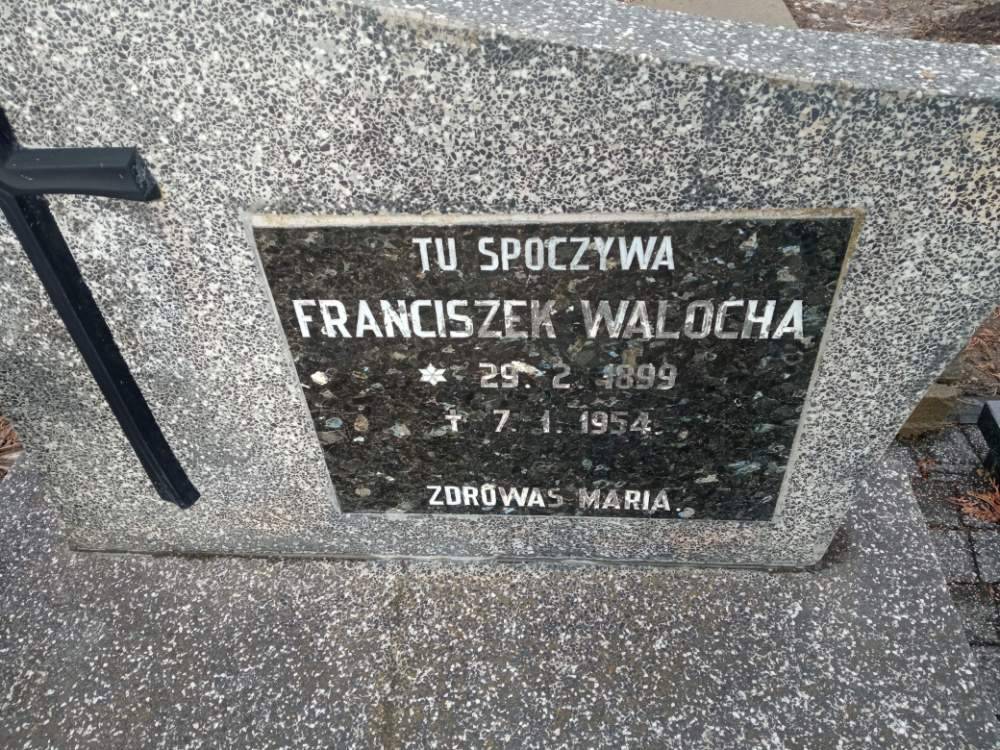 TU SPOCZYWA
FRANCISZEK WALOCHA
* 29. 2. 1899
† 7. 1. 1954.
ZDROWAŚ MARIA.